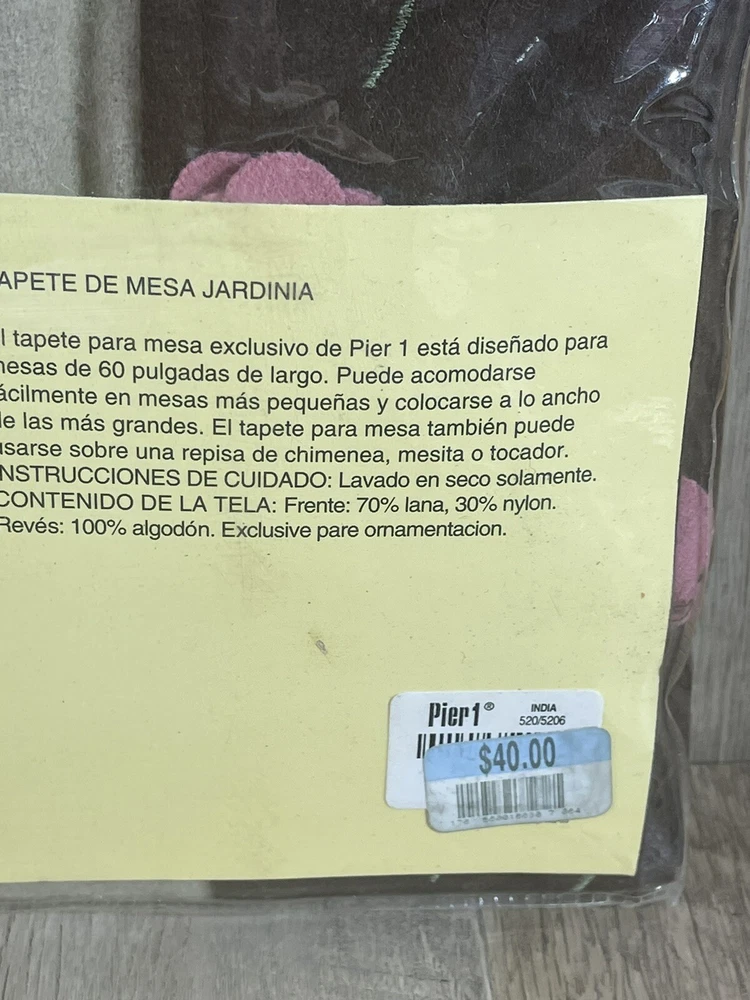 APETE DE MESA JARDINIA
l tapete para mesa exclusivo de Pier 1 está diseñado para
nesas de 60 pulgadas de largo. Puede acomodarse
ácilmente en mesas más pequeñas y colocarse a lo ancho
le las más grandes. El tapete para mesa también puede
usarse sobre una repisa de chimenea, mesita o tocador.
NSTRUCCIONES DE CUIDADO: Lavado en seco solamente.
CONTENIDO DE LA TELA: Frente: 70% lana, 30% nylon.
Revés: 100% algodón. Exclusive pare ornamentacion.
Pier1® INDIA
520/5206
$40.00